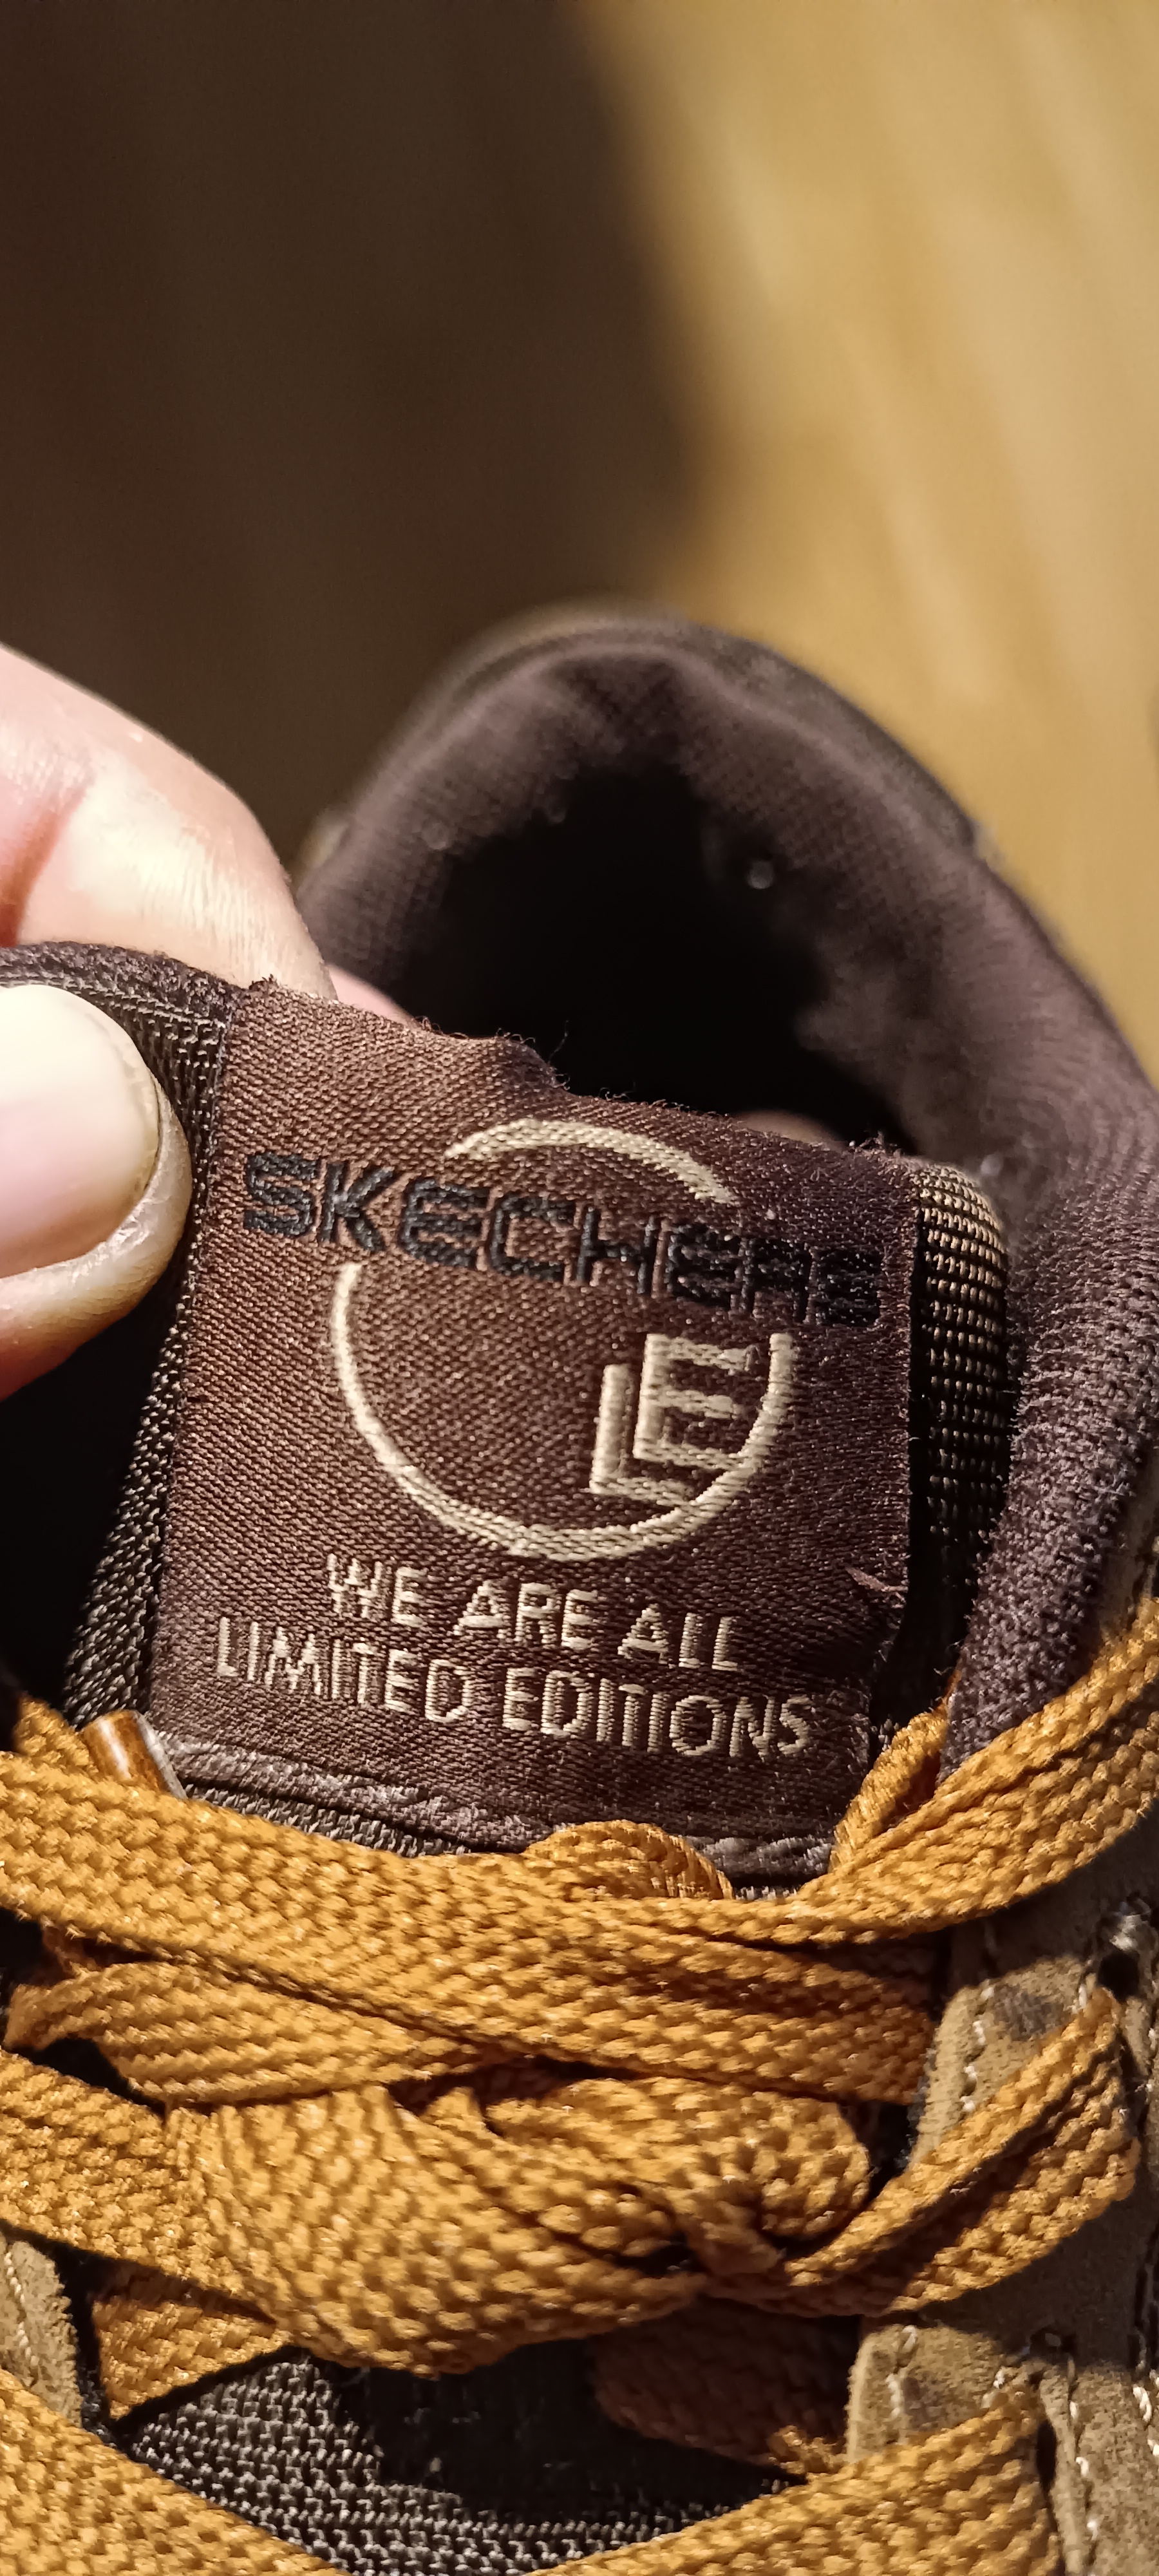 SKECHERS
LE
WE ARE ALL
LIMITED EDITIONS